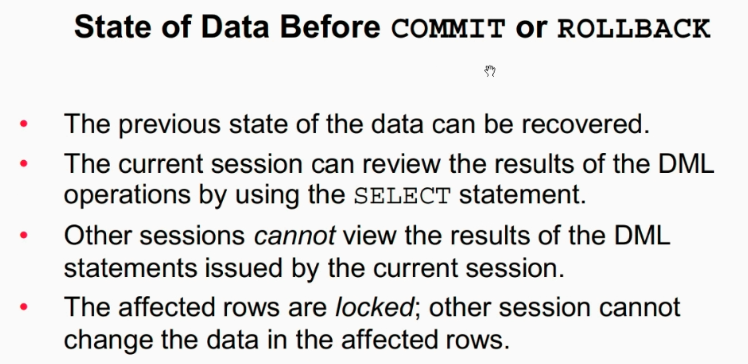 State of Data Before COMMIT or ROLLBACK
• The previous state of the data can be recovered.
• The current session can review the results of the DML
operations by using the SELECT statement.
• Other sessions cannot view the results of the DML
statements issued by the current session.
• The affected rows are locked; other session cannot
change the data in the affected rows.